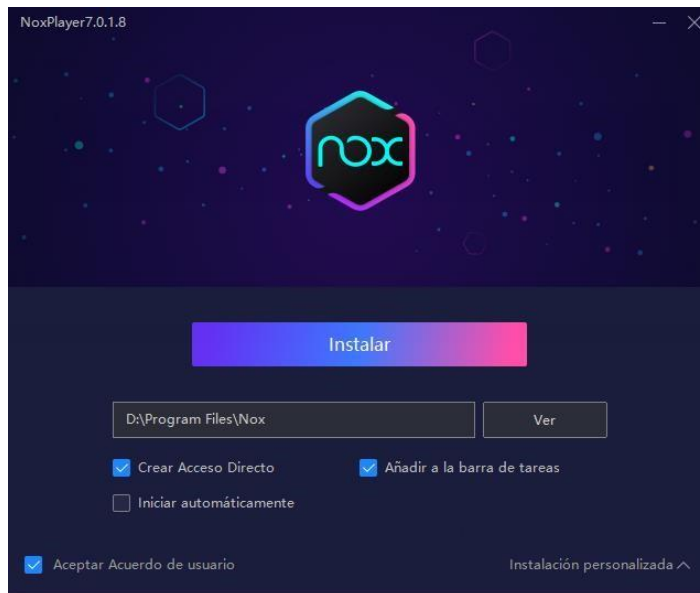 NoxPlayer7.0.1.8
nox
Instalar
D:\Program Files\Nox
Ver
Crear Acceso Directo
Añadir a la barra de tareas
Iniciar automáticamente
Aceptar Acuerdo de usuario
Instalación personalizada